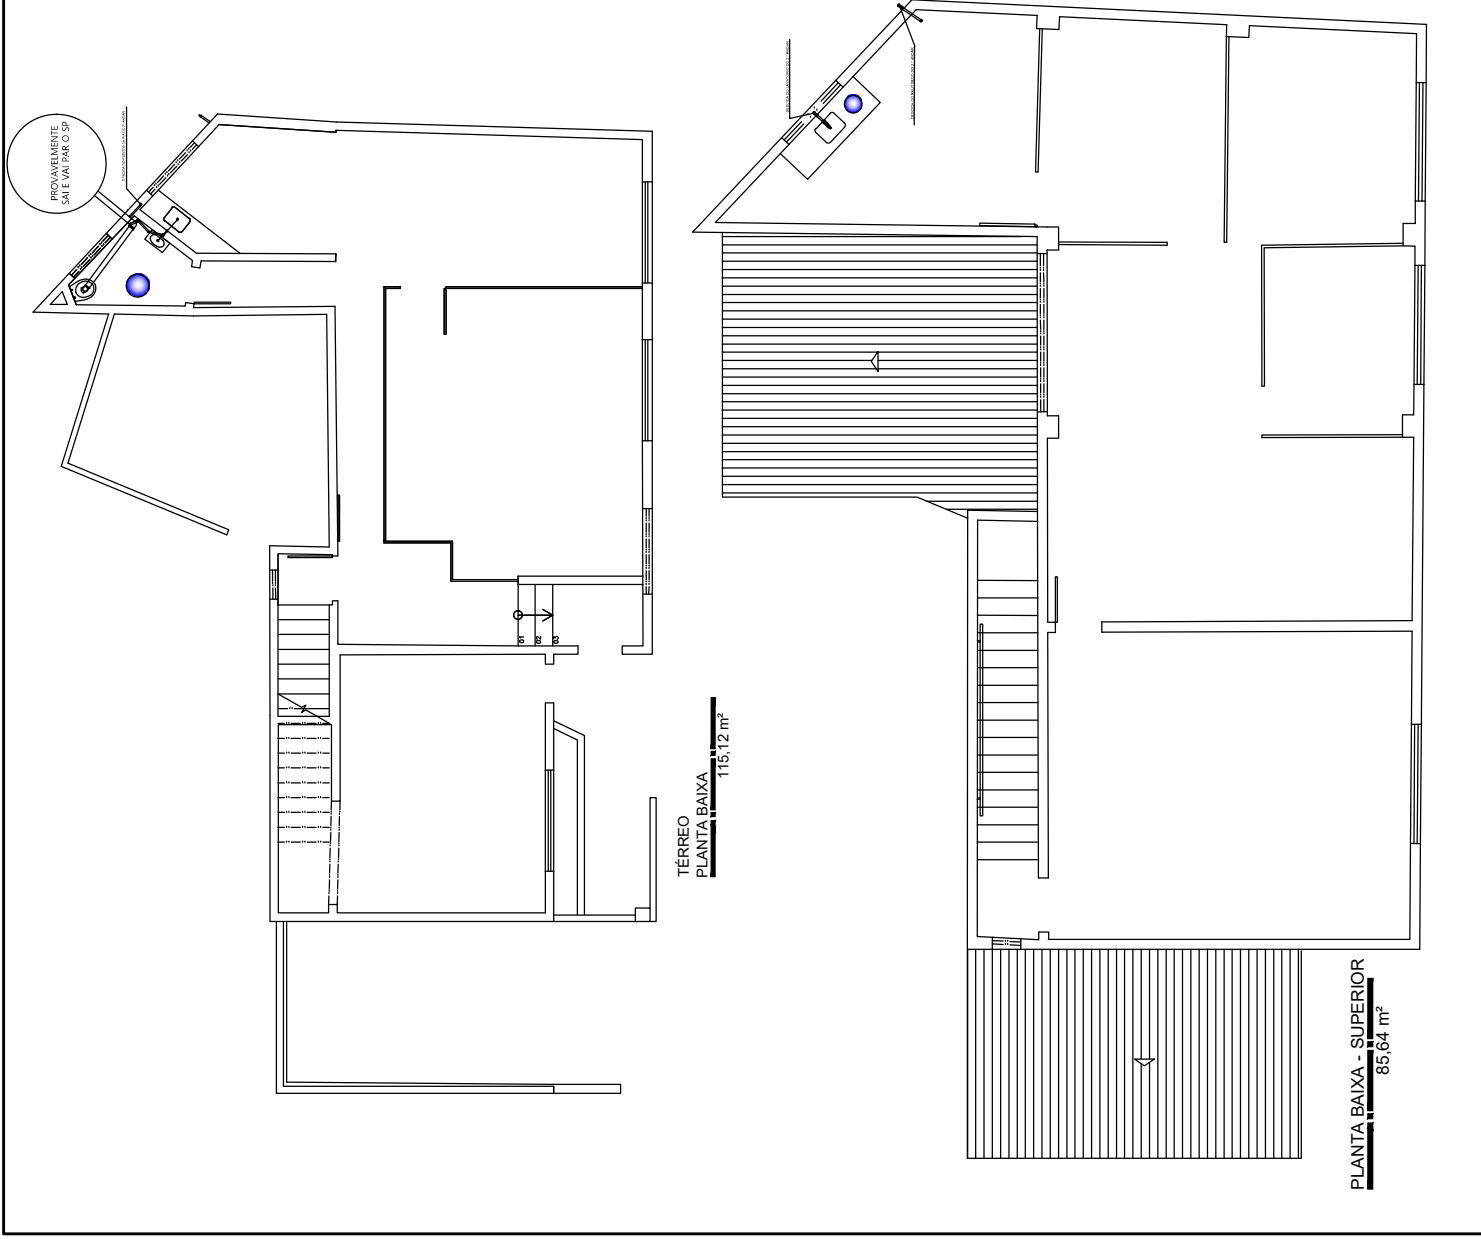 PROVAVELMENTE
SAI E VAI PAR O SP
01
02
03
TÉRREO
PLANTA BAIXA
115,12 m²
PLANTA BAIXA - SUPERIOR
85,64 m²